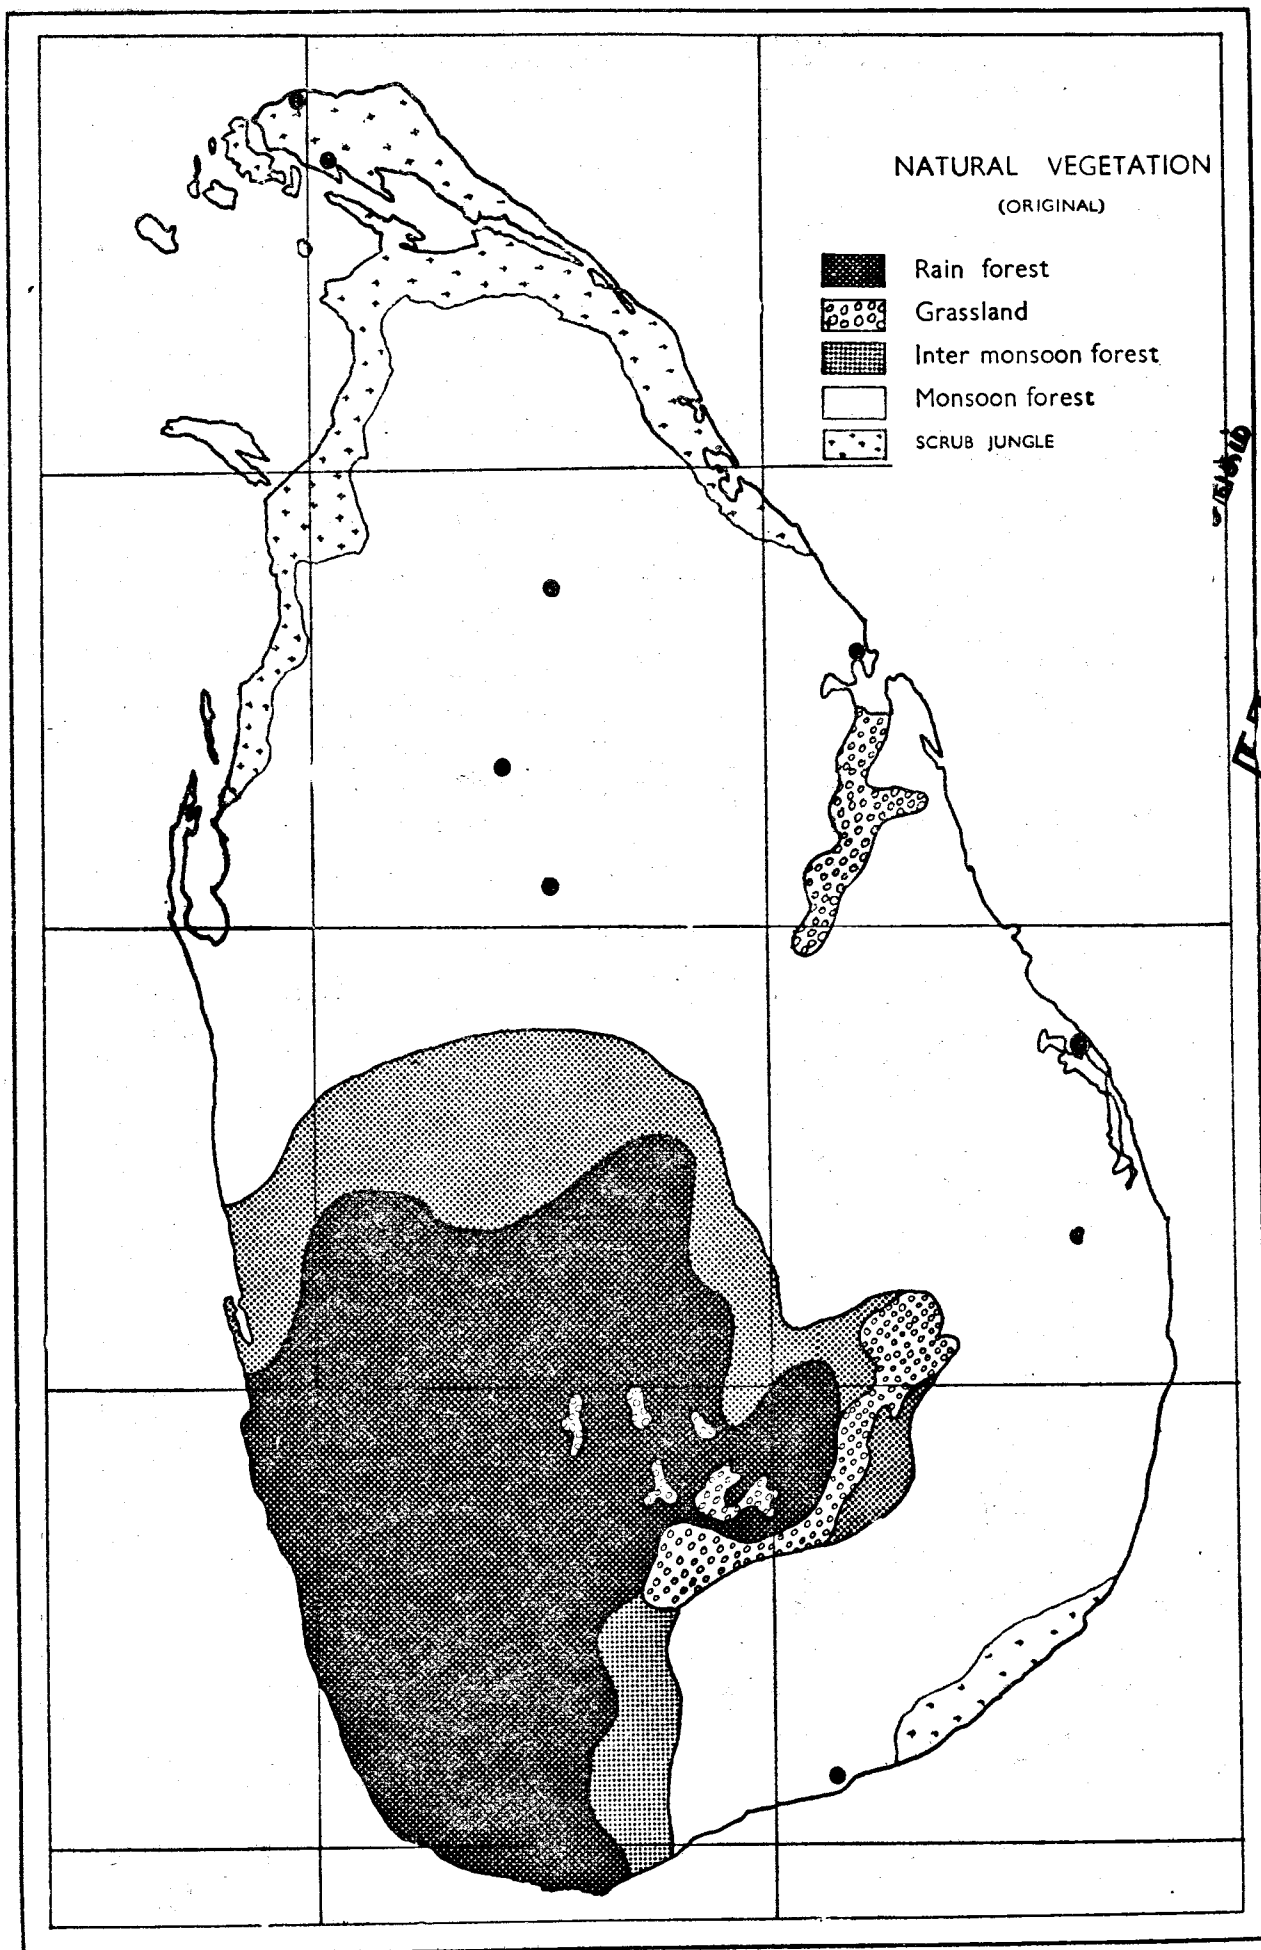 NATURAL VEGETATION
(ORIGINAL)
Rain forest
Grassland
Inter monsoon forest
Monsoon forest
SCRUB JUNGLE